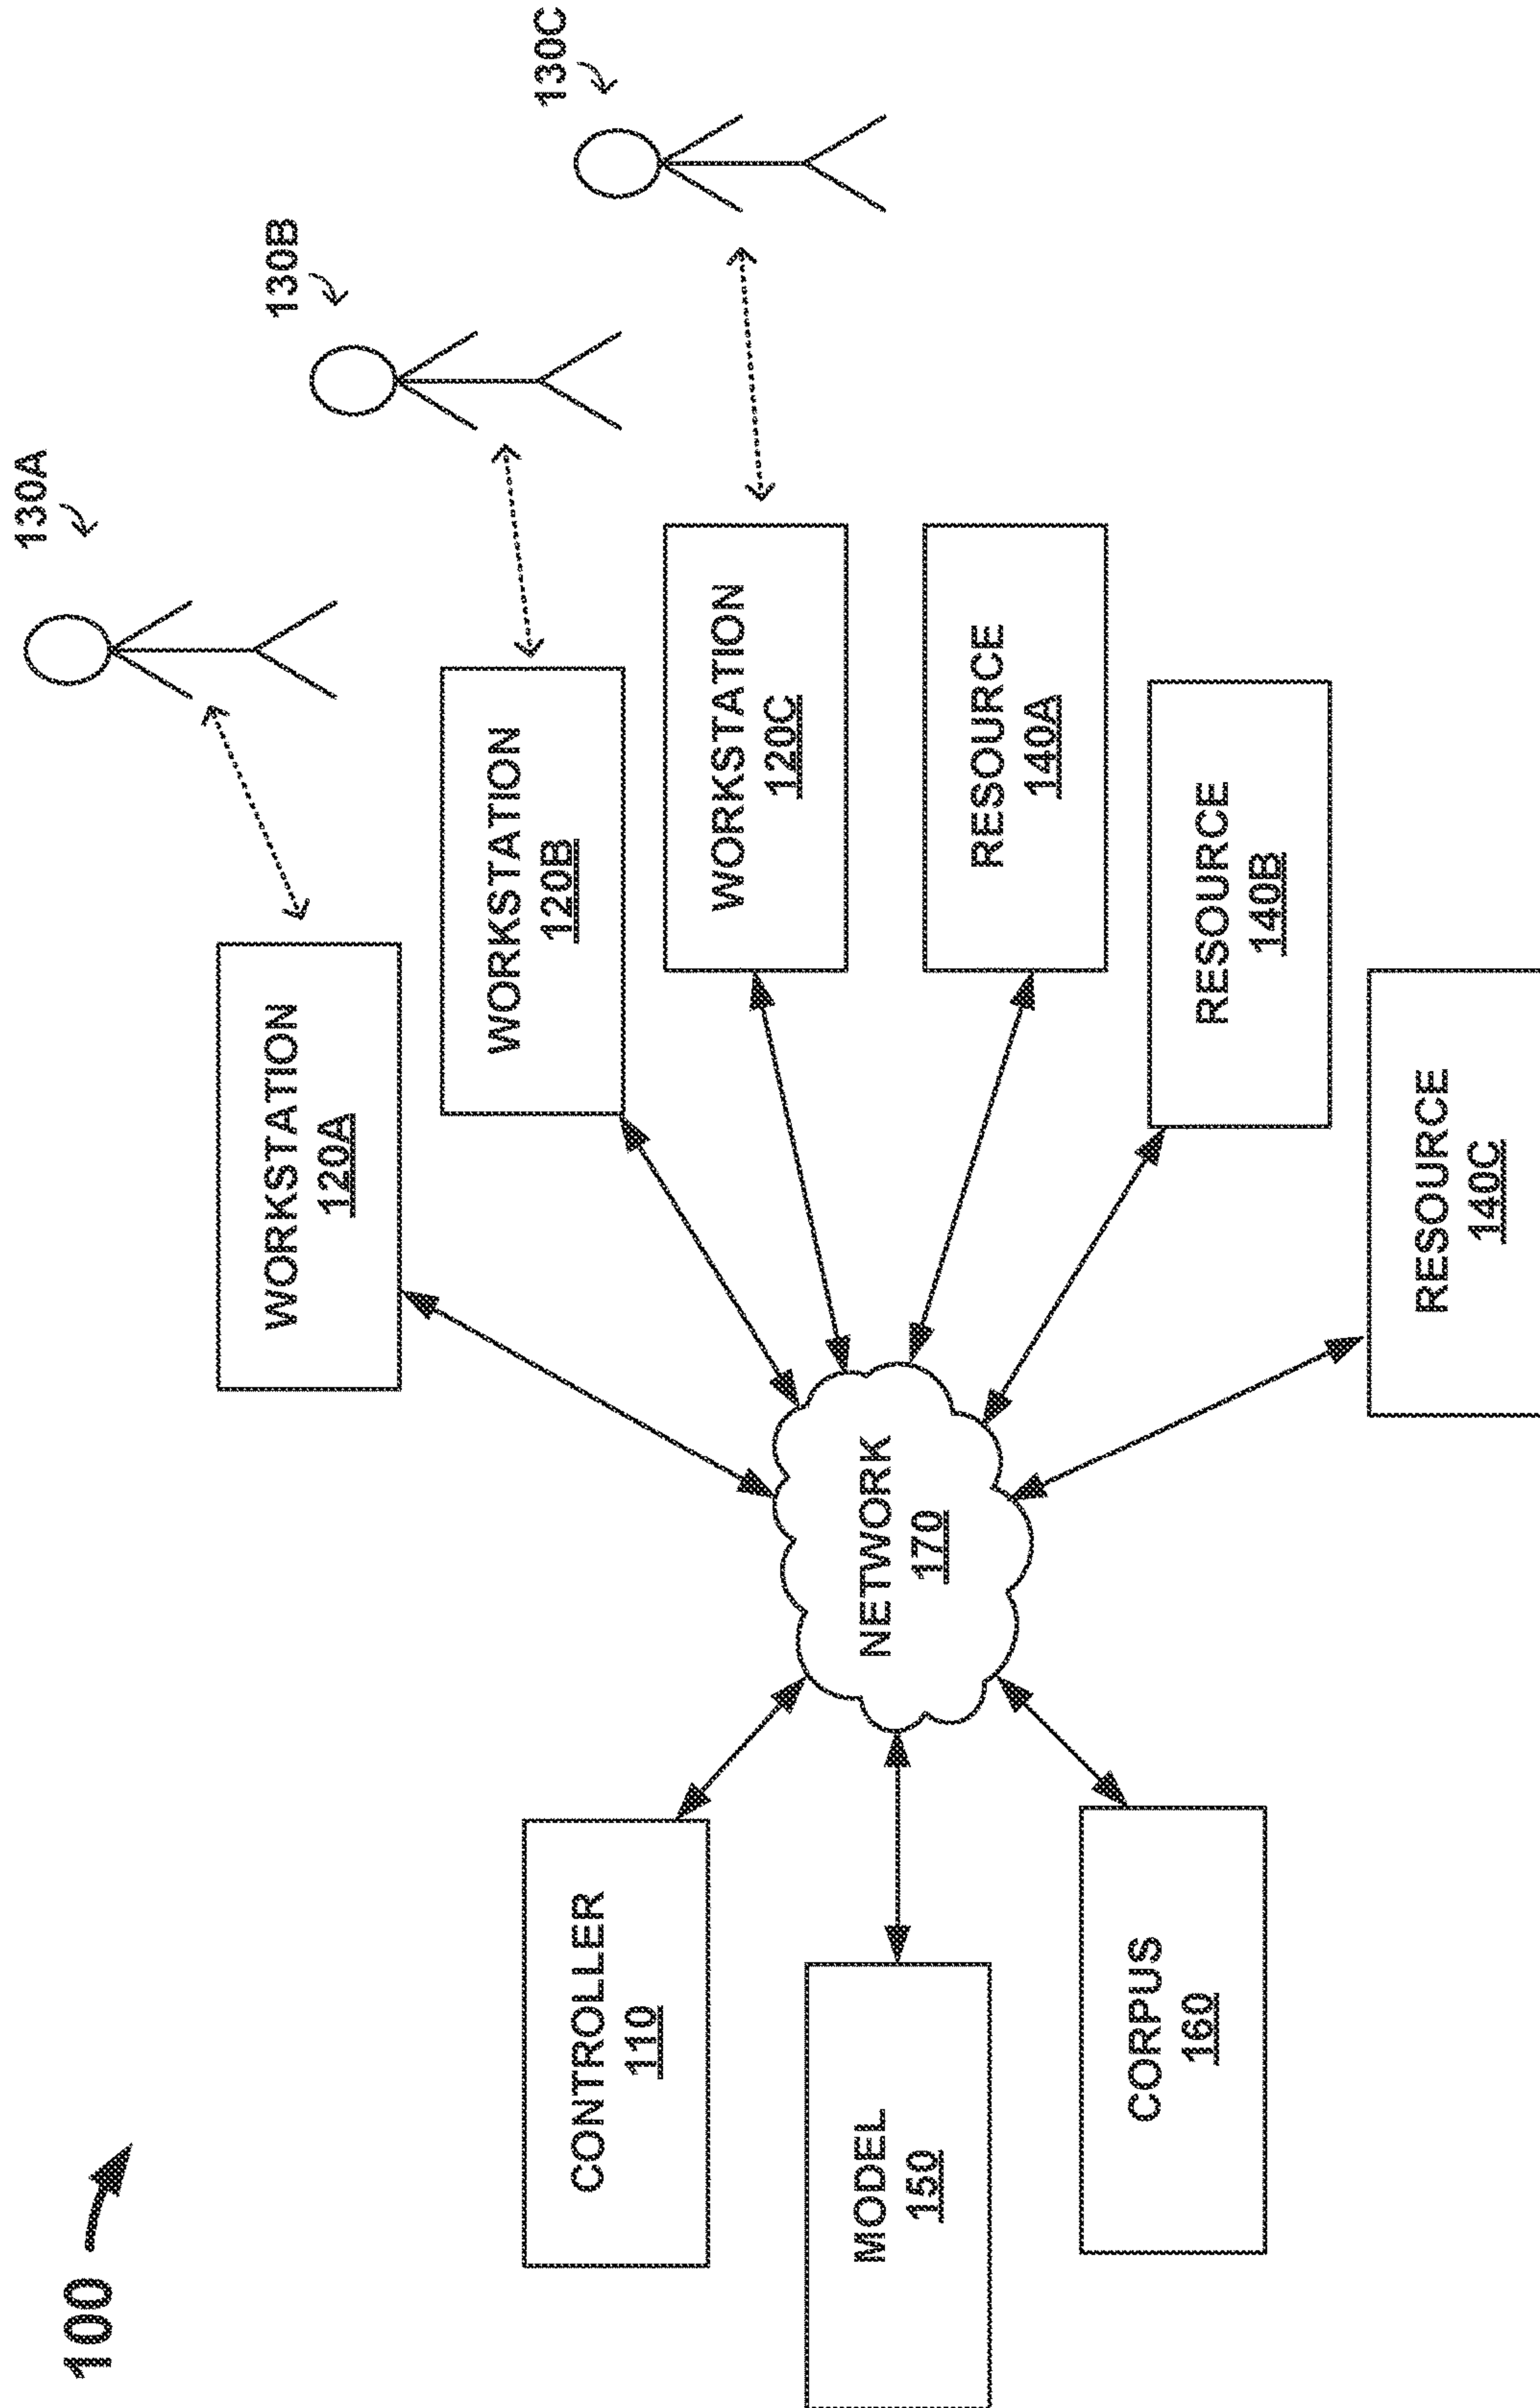 100
130A
130B
130C
WORKSTATION
120A
WORKSTATION
120B
WORKSTATION
120C
CONTROLLER
110
MODEL
150
CORPUS
160
NETWORK
170
RESOURCE
140A
RESOURCE
140B
RESOURCE
140C